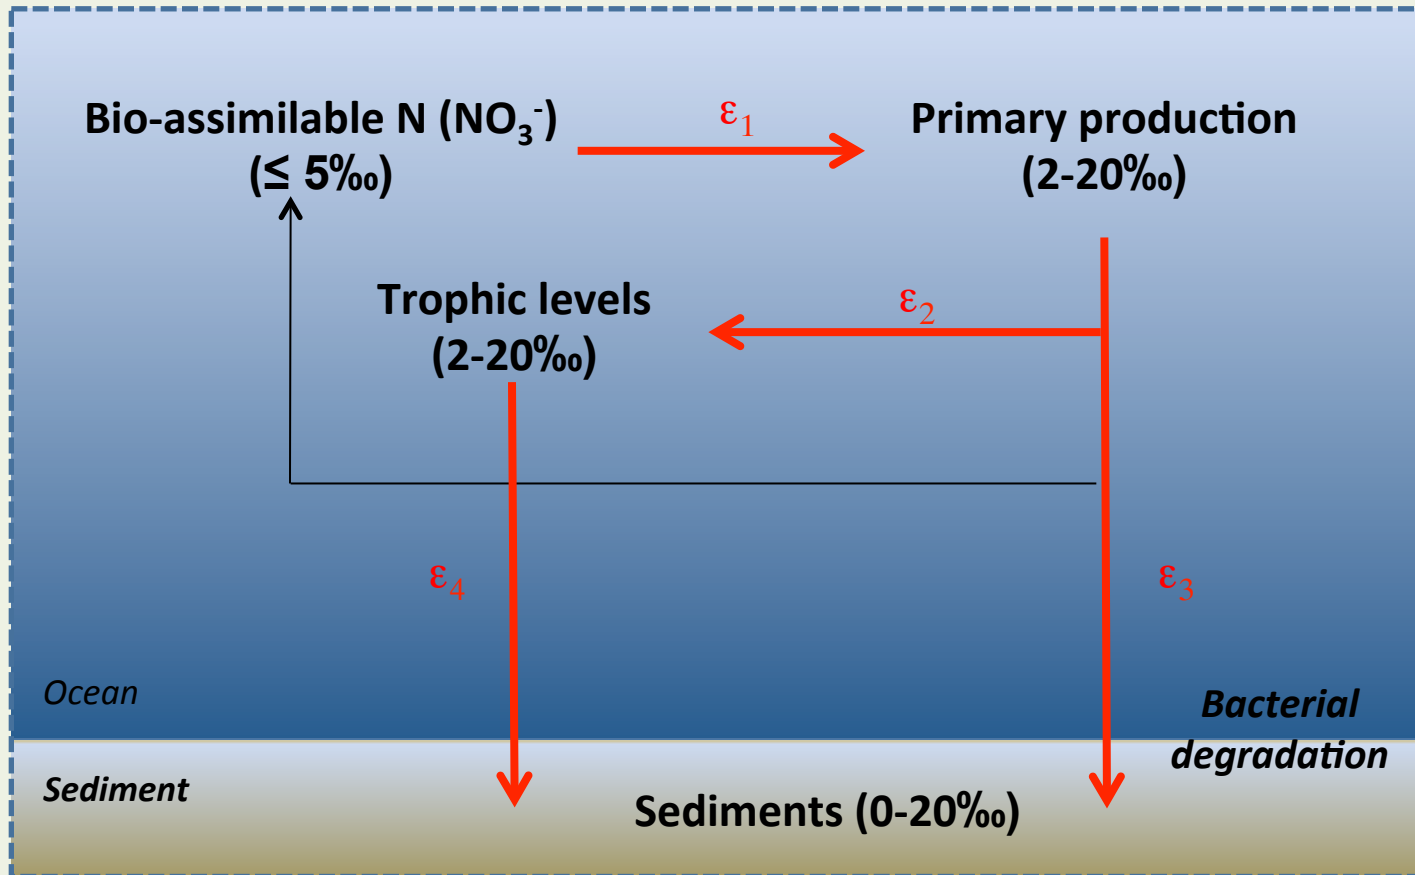 Bio-assimilable N (NO₃⁻)
(≤ 5‰)
ε₁
Primary production
(2-20‰)
Trophic levels
(2-20‰)
ε₂
ε₄
ε₃
Ocean
Bacterial
degradation
Sediment
Sediments (0-20‰)